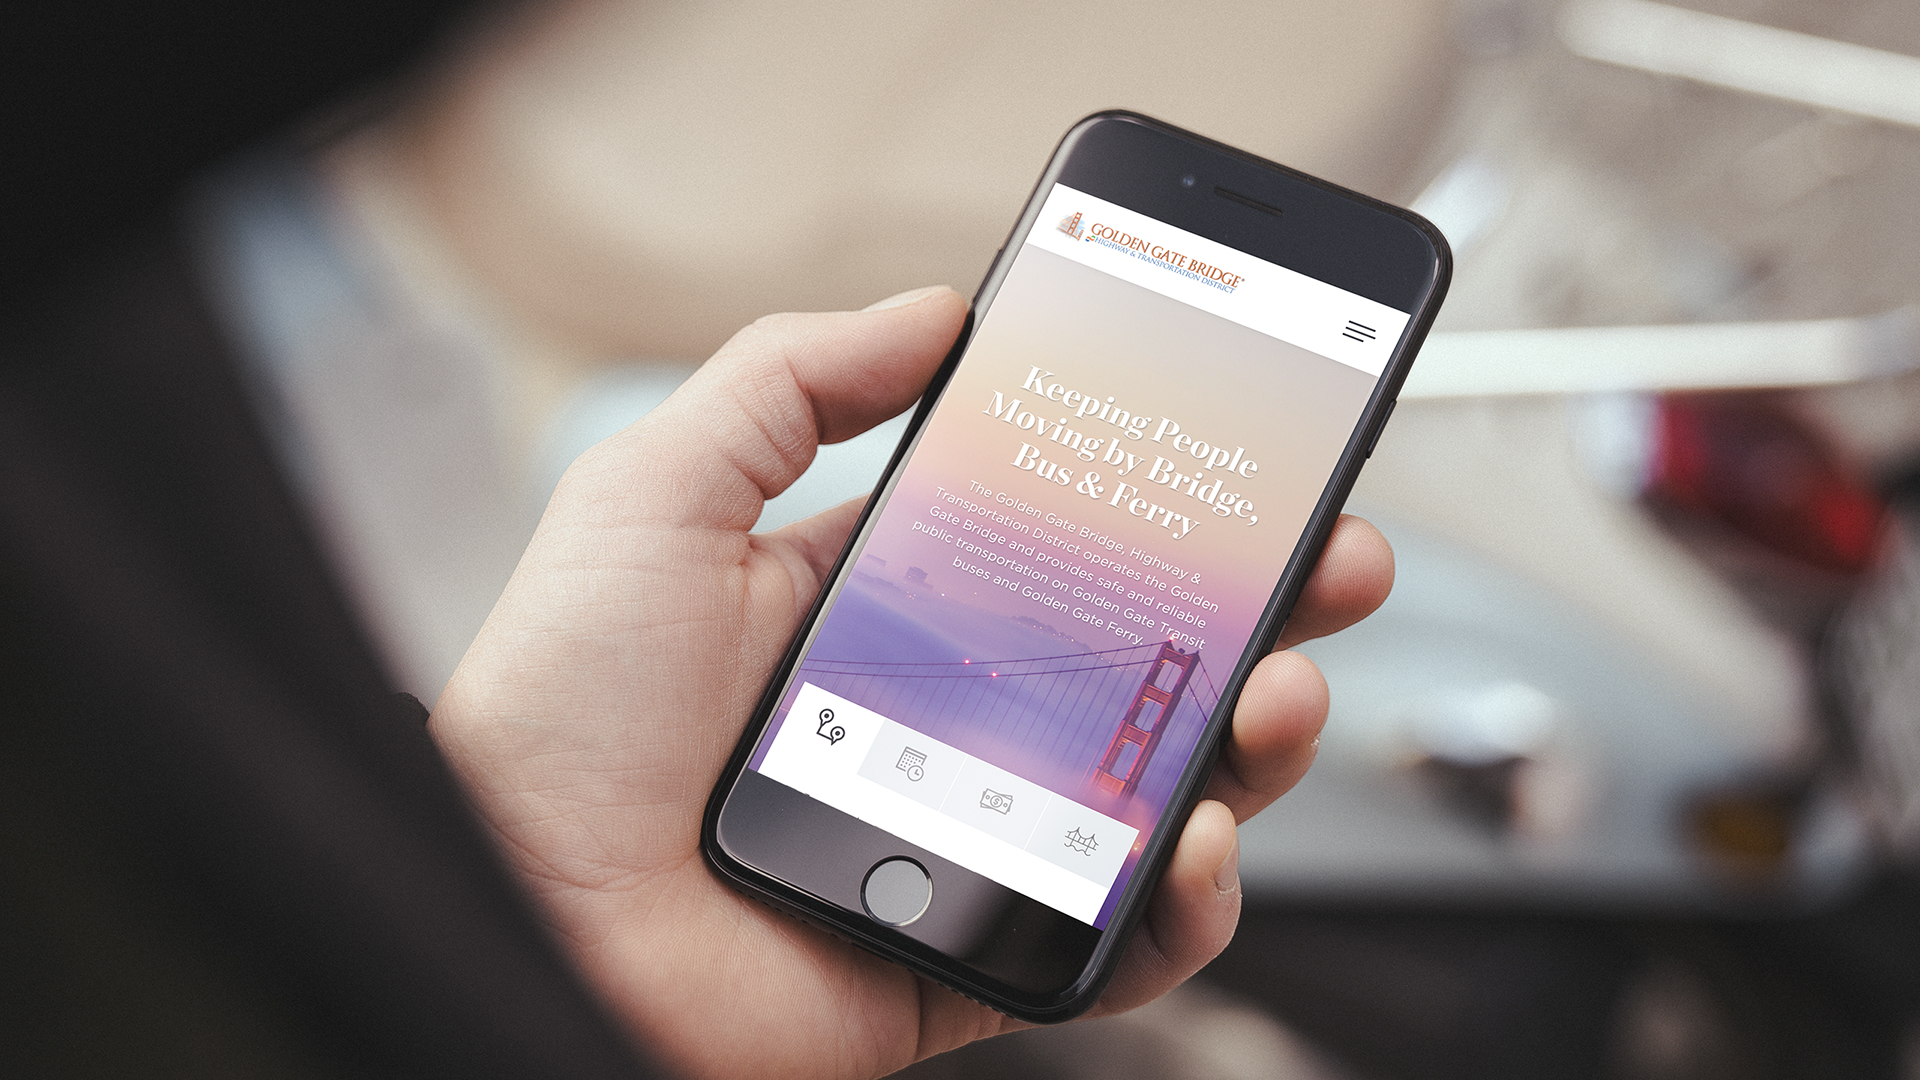 GOLDEN GATE BRIDGE
HIGHWAY & TRANSPORTATION DISTRICT
Keeping People
Moving by Bridge,
Bus & Ferry
The Golden Gate Bridge, Highway &
Transportation District operates the Golden
Gate Bridge and provides safe and reliable
public transportation on Golden Gate Transit
buses and Golden Gate Ferry.